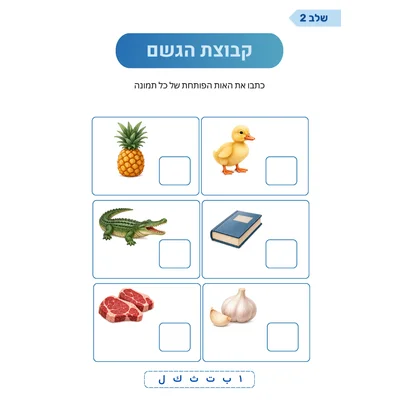 שלב 2
קבוצת הגשם
כתבו את האות הפותחת של כל תמונה
ا ب ت ث ك ل